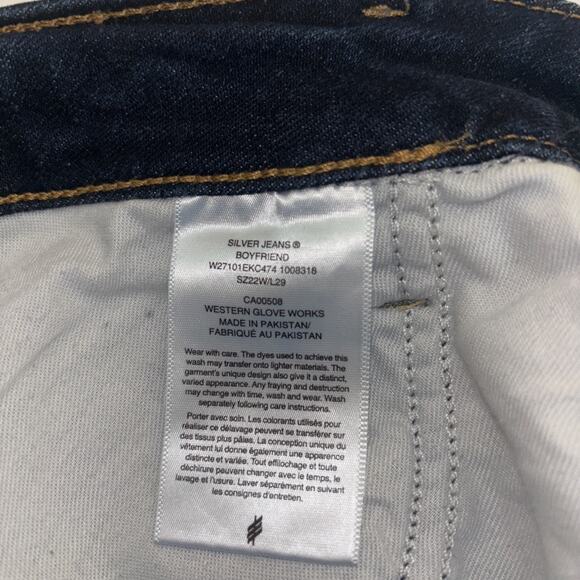 SILVER JEANS ®
BOYFRIEND
W27101EKC474 1008318
SZ22W/L29
CA00508
WESTERN GLOVE WORKS
MADE IN PAKISTAN/
FABRIQUÉ AU PAKISTAN
Wear with care. The dyes used to achieve this
wash may transfer onto lighter materials. The
garment's unique design also give it a distinct,
varied appearance. Any fraying and destruction
may change with time, wash and wear. Wash
separately following care instructions.
Porter avec soin. Les colorants utilisés pour
réaliser ce délavage peuvent se transférer sur
des tissus plus pâles. La conception unique du
vêtement lui donne également une apparence
distincte et variée. Tout effilochage et toute
déchirure peuvent changer avec le temps, le
lavage et l'usure. Laver séparément en suivant
les consignes d'entretien.